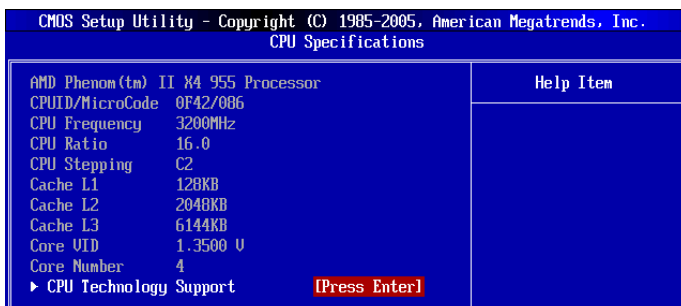 CMOS Setup Utility - Copyright (C) 1985-2005, American Megatrends, Inc.
CPU Specifications
AMD Phenom(tm) II X4 955 Processor
Help Item
CPUID/MicroCode 0F42/086
CPU Frequency 3200MHz
CPU Ratio 16.0
CPU Stepping C2
Cache L1 128KB
Cache L2 2048KB
Cache L3 6144KB
Core VID 1.3500 V
Core Number 4
▶ CPU Technology Support [Press Enter]